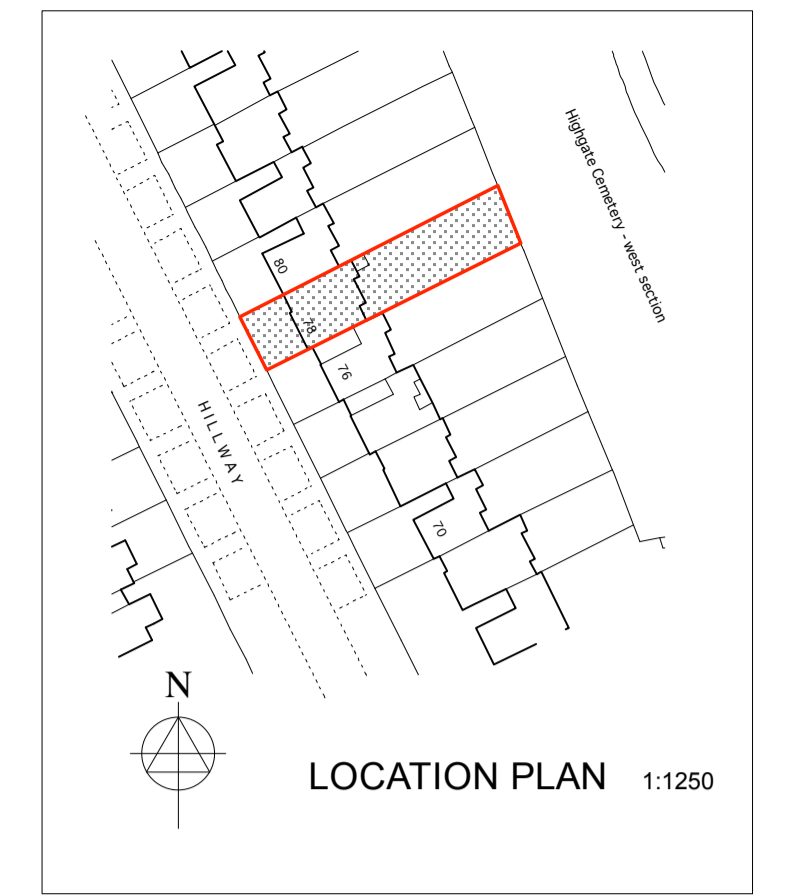 Highgate Cemetery - west section
80
78
76
HILLWAY
70
N
LOCATION PLAN 1:1250